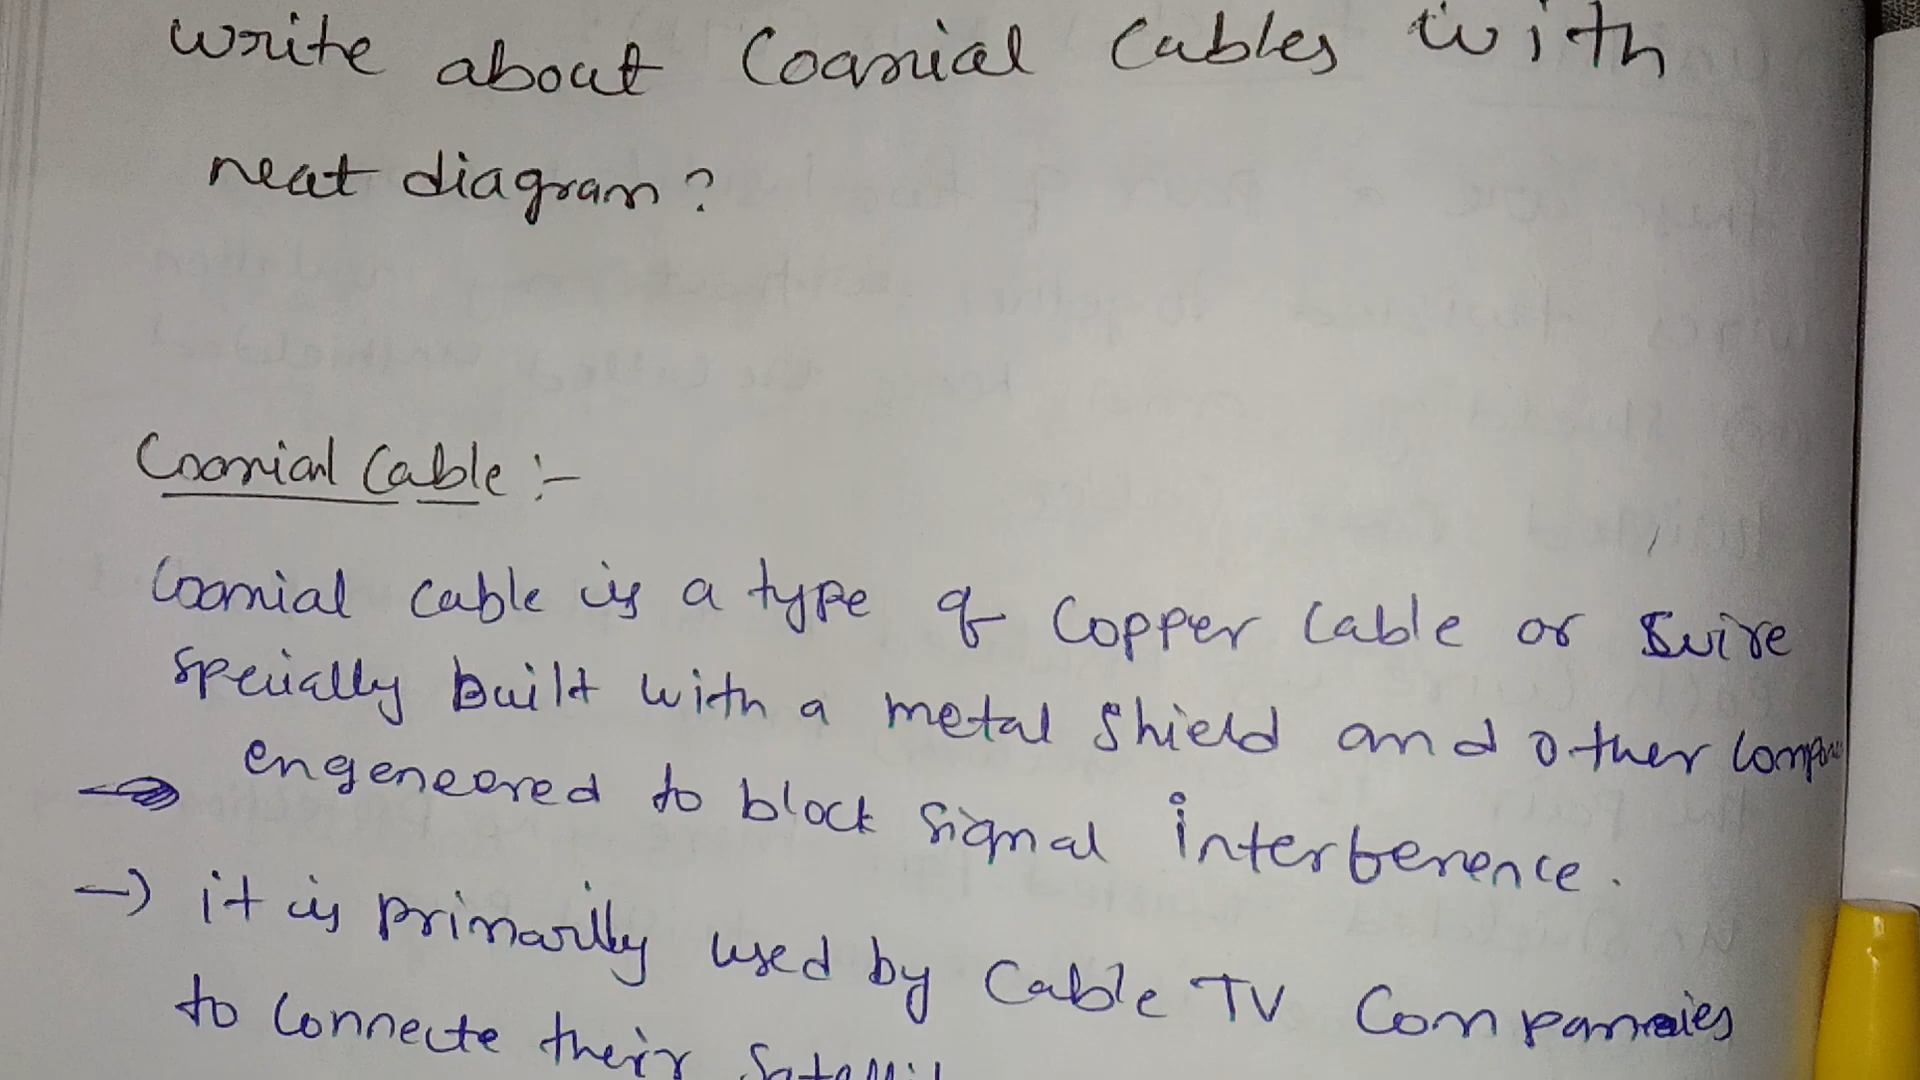 write about Coaxial Cables with
neat diagram?
Coaxial Cable :-
Coaxial cable is a type of Copper Cable or wire
specially built with a metal shield and other
engeneered to block signal interference.
→ it is primarily used by Cable TV Companies
to Connecte their